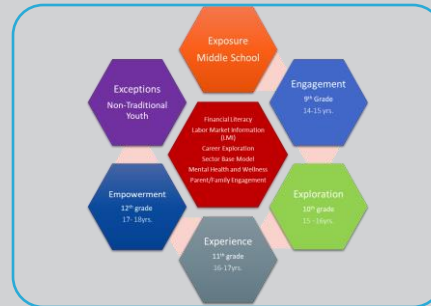 Exposure
Middle School
Engagement
9th Grade
14-15 yrs.
Exploration
10th grade
15 -16yrs.
Experience
11th grade
16-17yrs.
Empowerment
12th grade
17- 18yrs.
Exceptions
Non-Traditional
Youth
Financial Literacy
Labor Market Information
(LMI)
Career Exploration
Sector Base Model
Mental Health and Wellness
Parent/Family Engagement